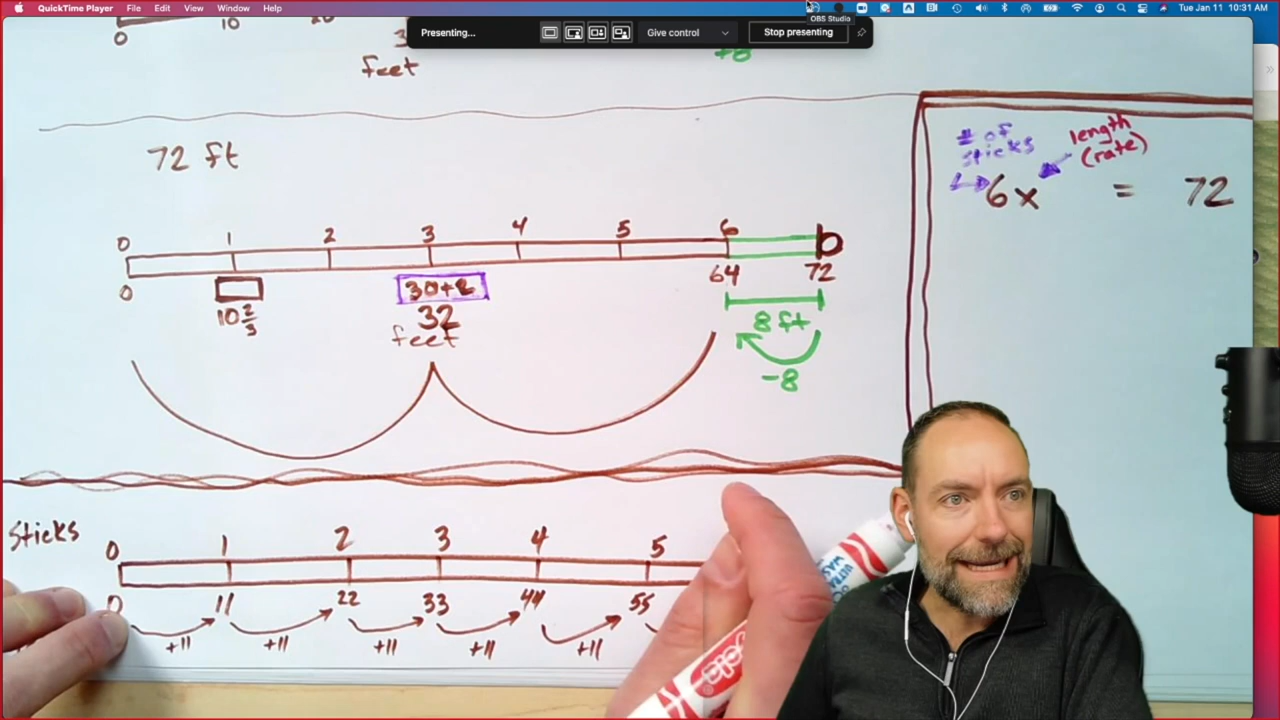 QuickTime Player File Edit View Window Help
Tue Jan 11 10:31 AM
OBS Studio
Presenting...
Give control
Stop presenting
0
feet
+8
72 ft
0 1 2 3 4 5 6
0
10 2/3
30+2
32
feet
64
72
8 ft
-8
# of
sticks
length
(rate)
6x = 72
Sticks
0 1 2 3 4 5
0 11 22 33 44 55
+11 +11 +11 +11 +11